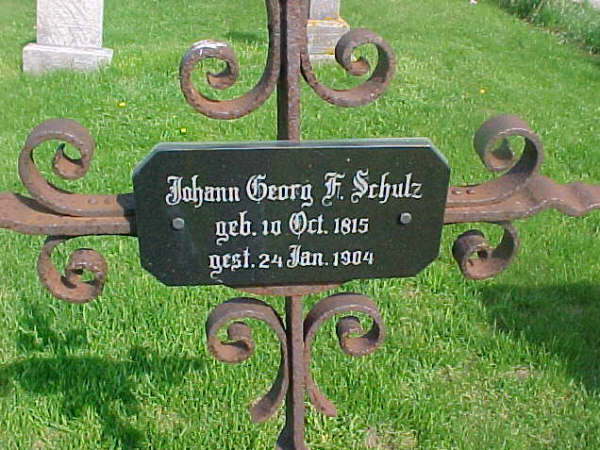 Johann Georg F. Schulz
geb. 10 Oct. 1815
gest. 24 Jan. 1904